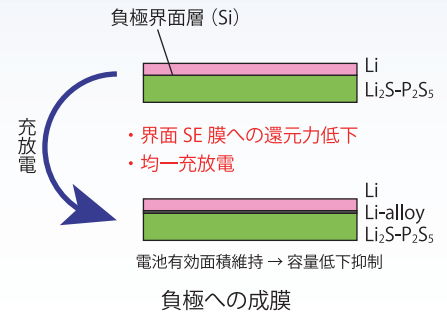 負極界面層（Si）
Li
Li₂S-P₂S₅
充放電
・界面 SE 膜への還元力低下
・均一充放電
Li
Li-alloy
Li₂S-P₂S₅
電池有効面積維持 → 容量低下抑制
負極への成膜